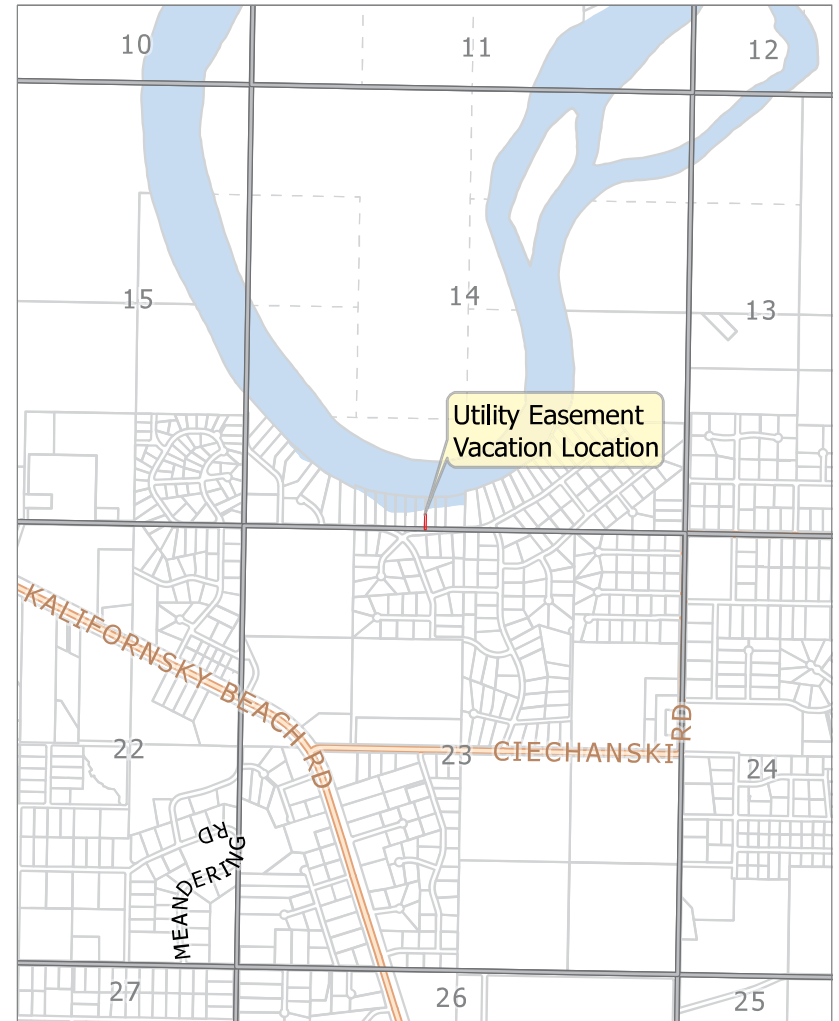 10
11
12
15
14
13
Utility Easement
Vacation Location
KALIFORNSKY BEACH RD
22
23
CIECHANSKI RD
24
MEANDERING RD
27
26
25